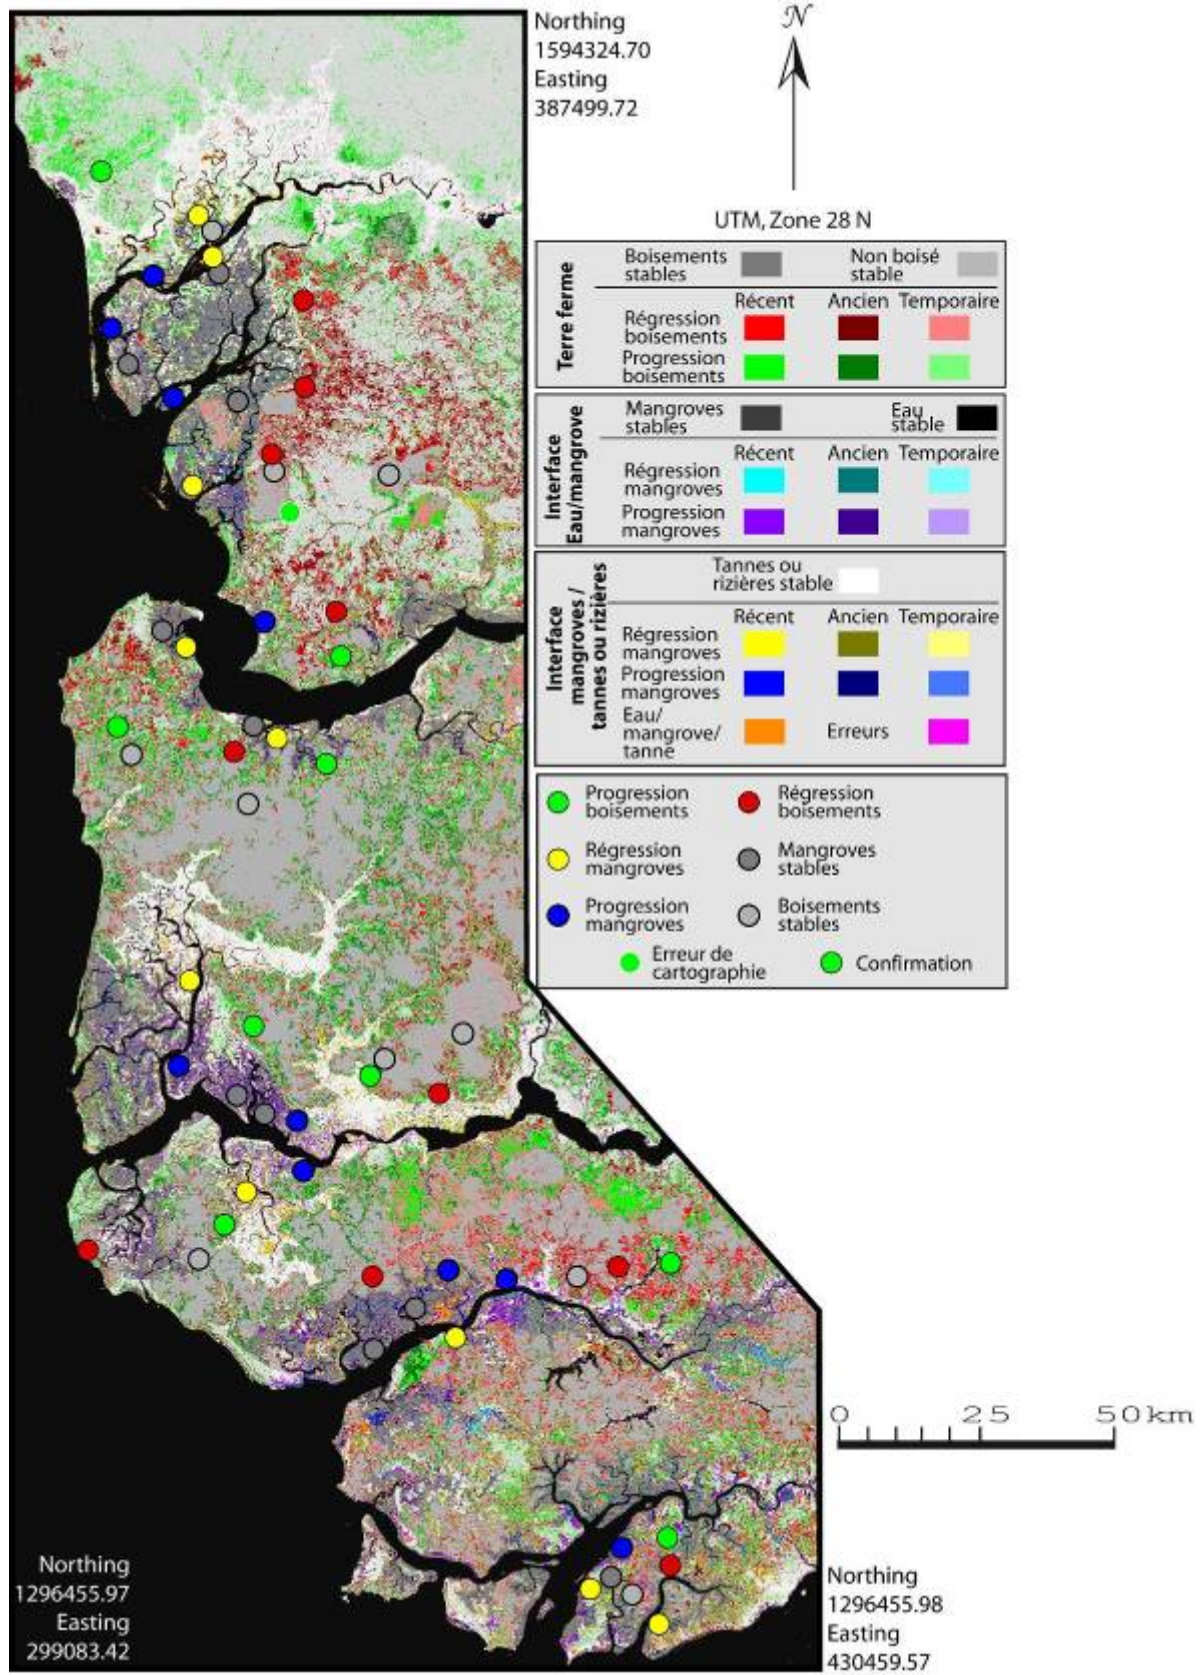 Northing
1594324.70
Easting
387499.72
N
UTM, Zone 28 N
Terre ferme
Boisements
stables
Non boisé
stable
Récent Ancien Temporaire
Régression
boisements
Progression
boisements
Interface
Eau/mangrove
Mangroves
stables
Eau
stable
Récent Ancien Temporaire
Régression
mangroves
Progression
mangroves
Interface
mangroves /
tannes ou rizières
Tannes ou
rizières stable
Récent Ancien Temporaire
Régression
mangroves
Progression
mangroves
Eau/
mangrove/
tanne
Erreurs
Progression
boisements
Régression
boisements
Régression
mangroves
Mangroves
stables
Progression
mangroves
Boisements
stables
Erreur de
cartographie
Confirmation
0 25 50 km
Northing
1296455.97
Easting
299083.42
Northing
1296455.98
Easting
430459.57